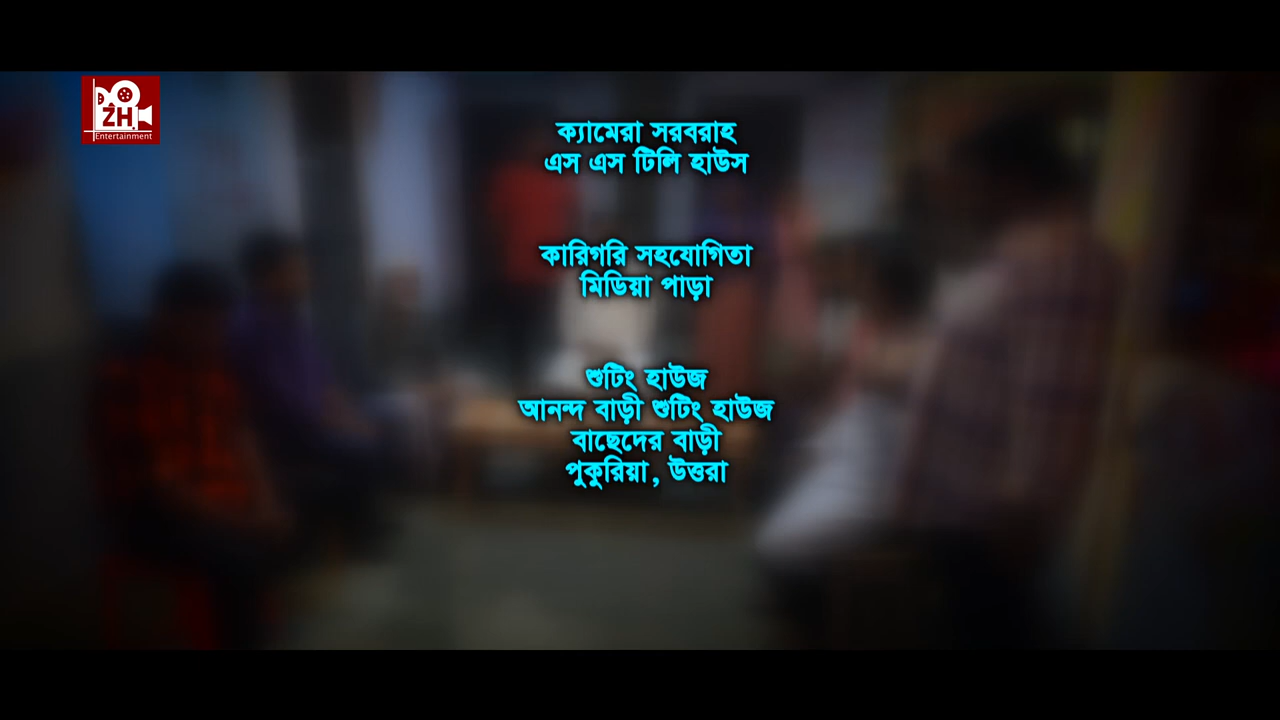 ZH
Entertainment
ক্যামেরা সরবরাহ
এস এস টিলি হাউস
কারিগরি সহযোগিতা
মিডিয়া পাড়া
শুটিং হাউজ
আনন্দ বাড়ী শুটিং হাউজ
বাছেদের বাড়ী
পুকুরিয়া, উত্তরা